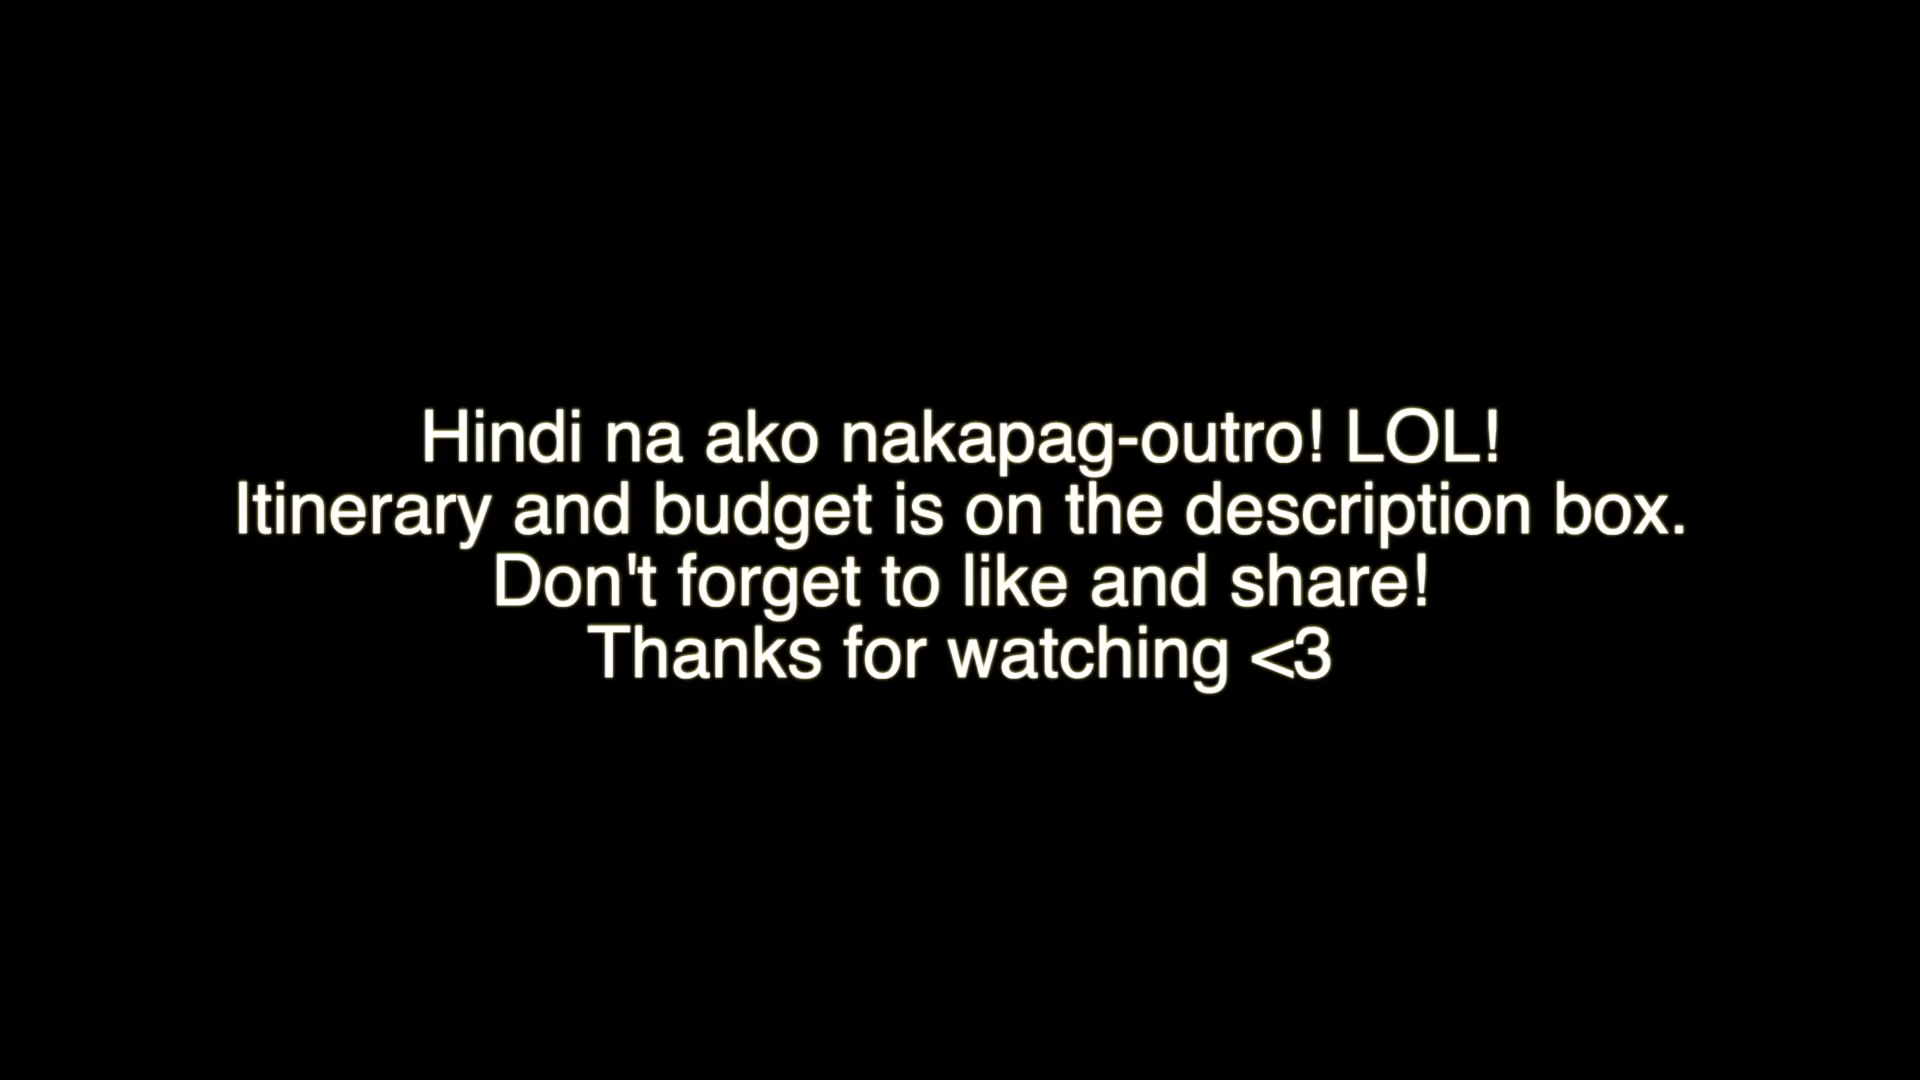 Hindi na ako nakapag-outro! LOL!
Itinerary and budget is on the description box.
Don't forget to like and share!
Thanks for watching <3